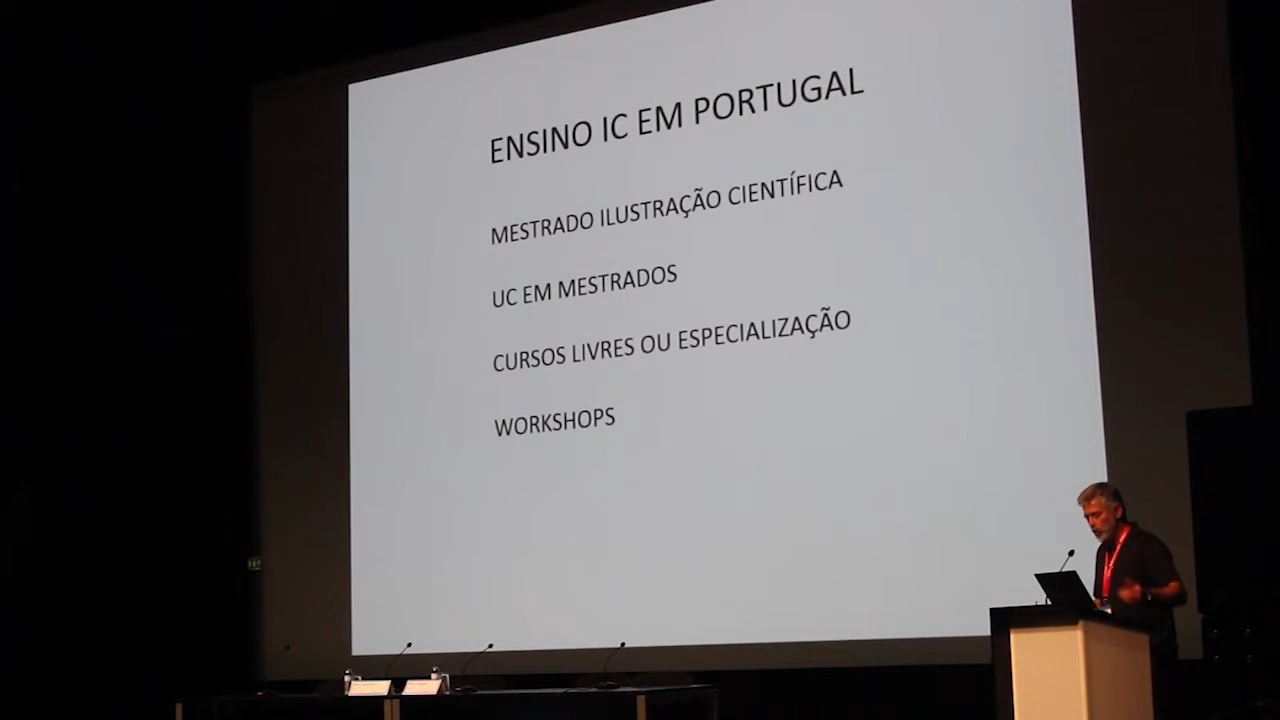 ENSINO IC EM PORTUGAL
MESTRADO ILUSTRAÇÃO CIENTÍFICA
UC EM MESTRADOS
CURSOS LIVRES OU ESPECIALIZAÇÃO
WORKSHOPS